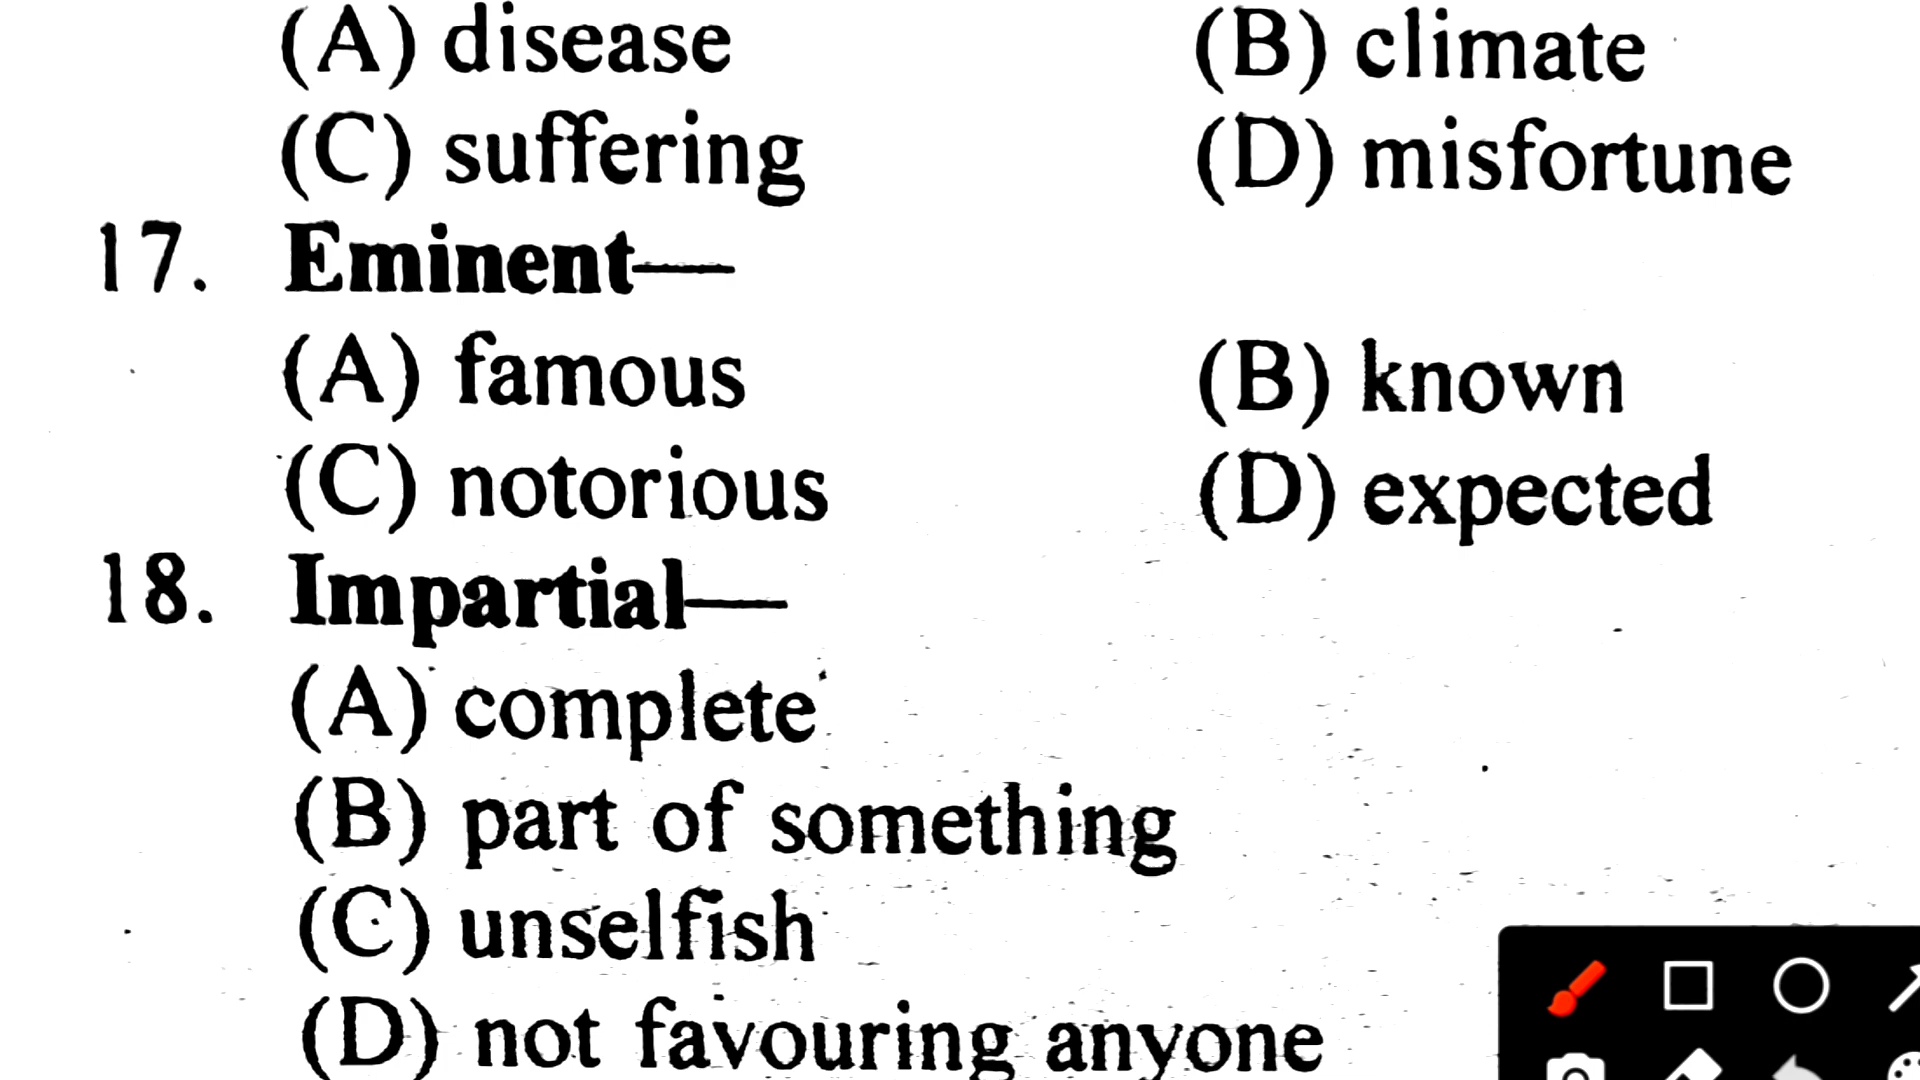 (A) disease (B) climate
(C) suffering (D) misfortune
17. Eminent—
(A) famous (B) known
(C) notorious (D) expected
18. Impartial—
(A) complete
(B) part of something
(C) unselfish
(D) not favouring anyone